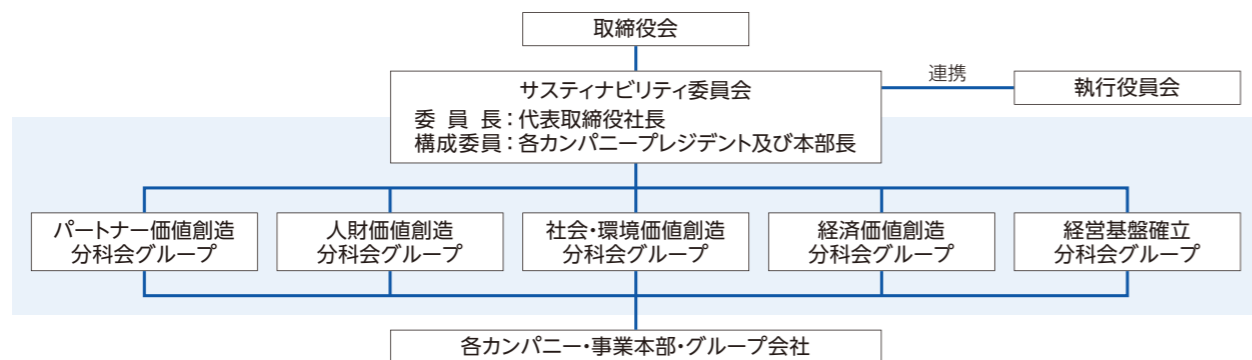 取締役会
サスティナビリティ委員会
委員長：代表取締役社長
構成委員：各カンパニープレジデント及び本部長
連携
執行役員会
パートナー価値創造
分科会グループ
人財価値創造
分科会グループ
社会・環境価値創造
分科会グループ
経済価値創造
分科会グループ
経営基盤確立
分科会グループ
各カンパニー・事業本部・グループ会社